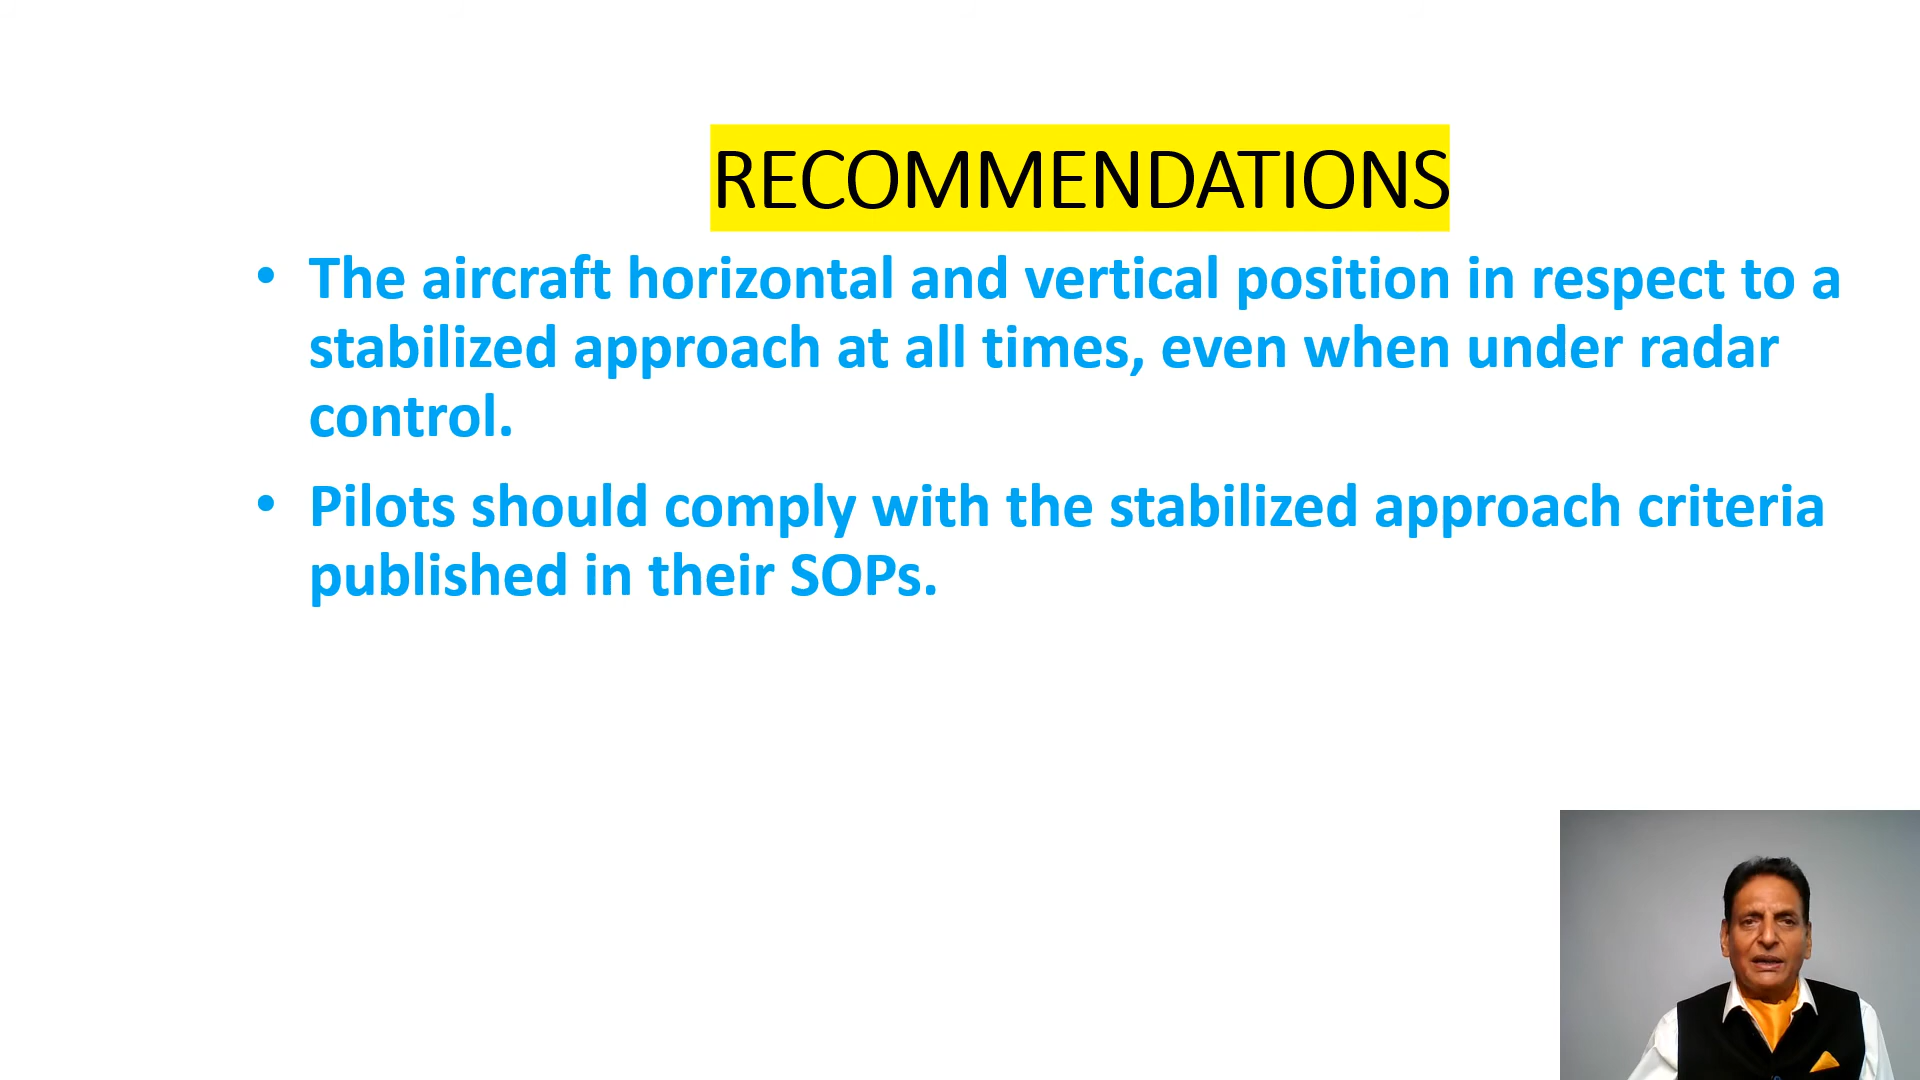 RECOMMENDATIONS
• The aircraft horizontal and vertical position in respect to a
stabilized approach at all times, even when under radar
control.
• Pilots should comply with the stabilized approach criteria
published in their SOPs.